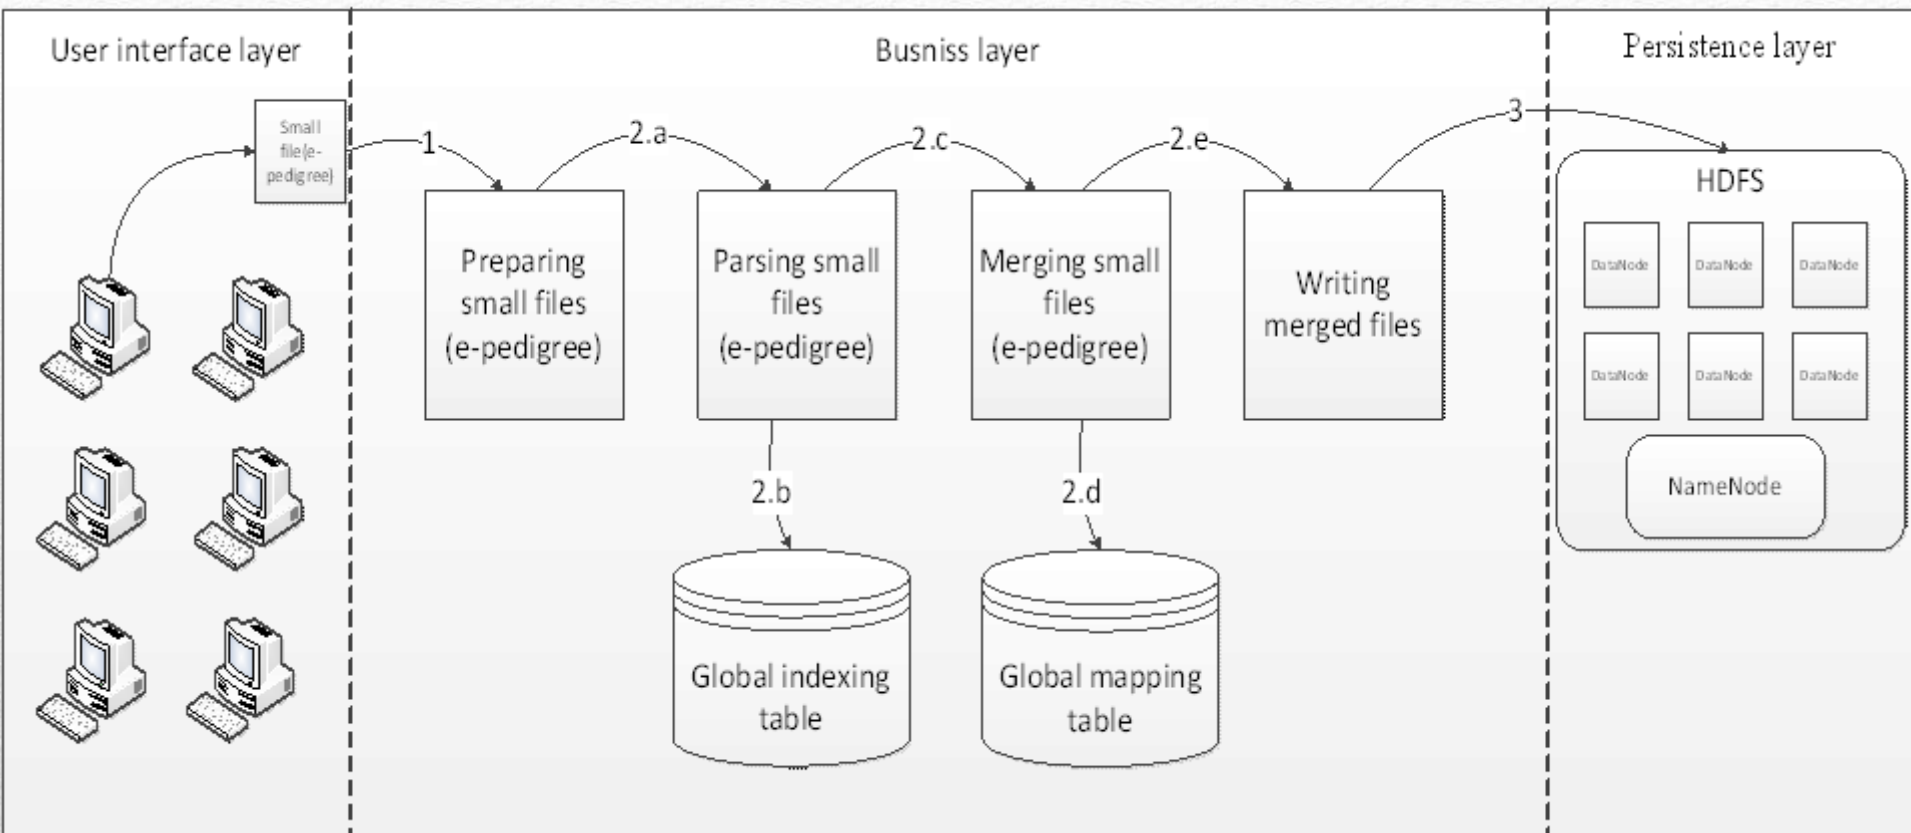 User interface layer
Busniss layer
Persistence layer
Small
file(e-
pedigree)
1
2.a
2.c
2.e
3
Preparing
small files
(e-pedigree)
Parsing small
files
(e-pedigree)
Merging small
files
(e-pedigree)
Writing
merged files
HDFS
DataNode
DataNode
DataNode
DataNode
DataNode
DataNode
NameNode
2.b
2.d
Global indexing
table
Global mapping
table